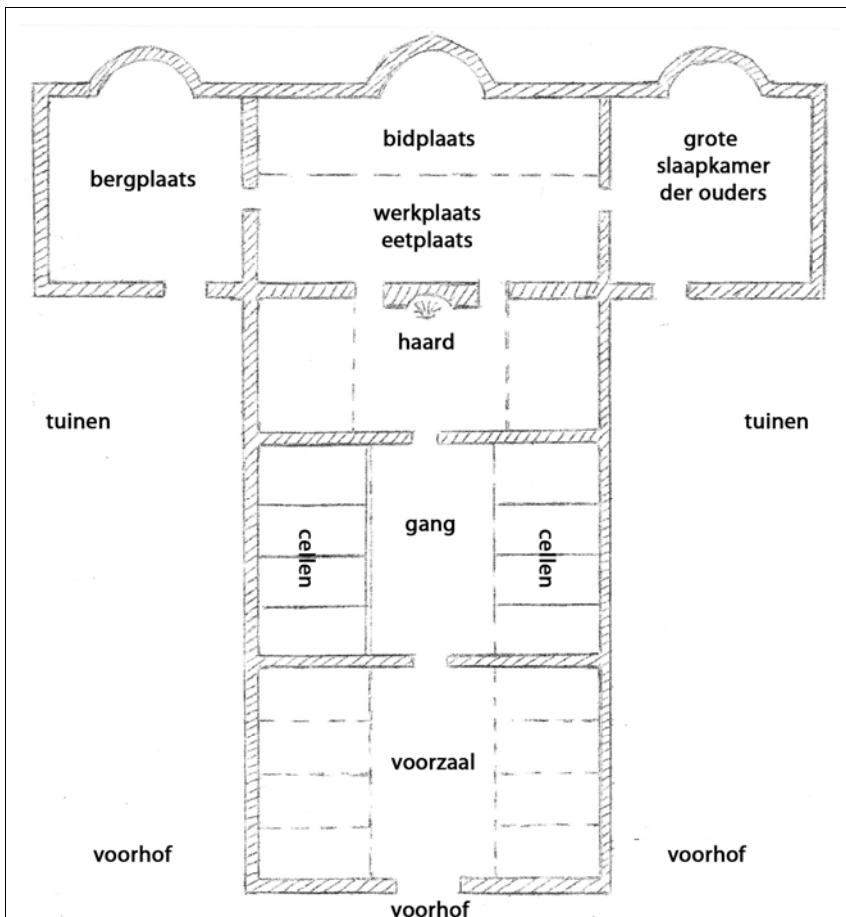 bidplaats
bergplaats
grote
slaapkamer
der ouders
werkplaats
eetplaats
haard
tuinen
tuinen
cellen
gang
cellen
voorzaal
voorhof
voorhof
voorhof